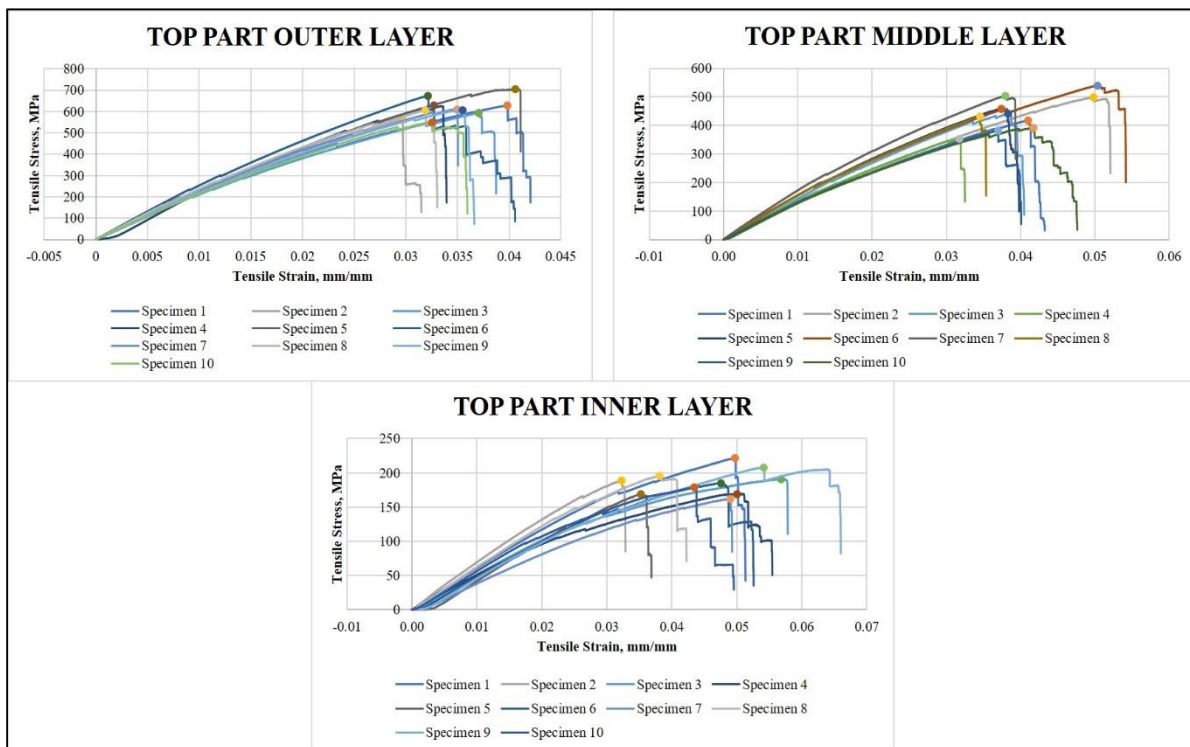 TOP PART OUTER LAYER
800
700
600
500
400
300
200
100
0
Tensile Stress, MPa
-0.005 0 0.005 0.01 0.015 0.02 0.025 0.03 0.035 0.04 0.045
Tensile Strain, mm/mm
Specimen 1 Specimen 2 Specimen 3
Specimen 4 Specimen 5 Specimen 6
Specimen 7 Specimen 8 Specimen 9
Specimen 10
TOP PART MIDDLE LAYER
600
500
400
300
200
100
0
Tensile Stress, MPa
-0.01 0.00 0.01 0.02 0.03 0.04 0.05 0.06
Tensile Strain, mm/mm
Specimen 1 Specimen 2 Specimen 3 Specimen 4
Specimen 5 Specimen 6 Specimen 7 Specimen 8
Specimen 9 Specimen 10
TOP PART INNER LAYER
250
200
150
100
50
0
Tensile Stress, MPa
-0.01 0.00 0.01 0.02 0.03 0.04 0.05 0.06 0.07
Tensile Strain, mm/mm
Specimen 1 Specimen 2 Specimen 3 Specimen 4
Specimen 5 Specimen 6 Specimen 7 Specimen 8
Specimen 9 Specimen 10